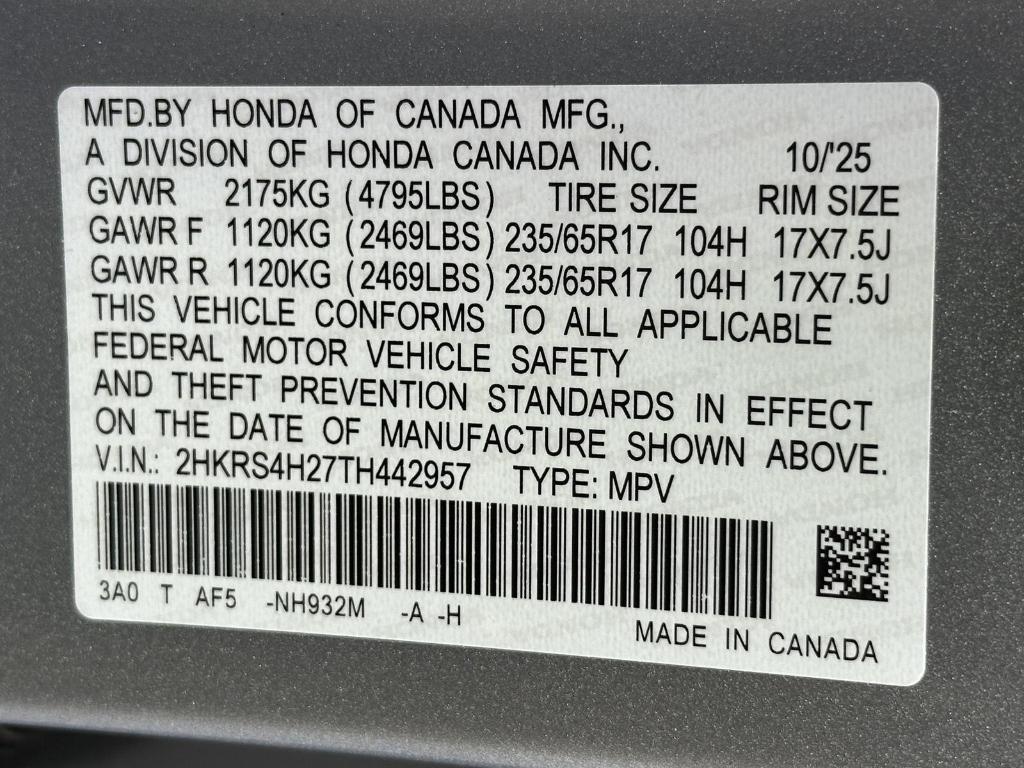 MFD.BY HONDA OF CANADA MFG.,
A DIVISION OF HONDA CANADA INC. 10/'25
GVWR 2175KG (4795LBS) TIRE SIZE RIM SIZE
GAWR F 1120KG (2469LBS) 235/65R17 104H 17X7.5J
GAWR R 1120KG (2469LBS) 235/65R17 104H 17X7.5J
THIS VEHICLE CONFORMS TO ALL APPLICABLE
FEDERAL MOTOR VEHICLE SAFETY
AND THEFT PREVENTION STANDARDS IN EFFECT
ON THE DATE OF MANUFACTURE SHOWN ABOVE.
V.I.N.: 2HKRS4H27TH442957 TYPE: MPV
3A0 T AF5 -NH932M -A -H
MADE IN CANADA